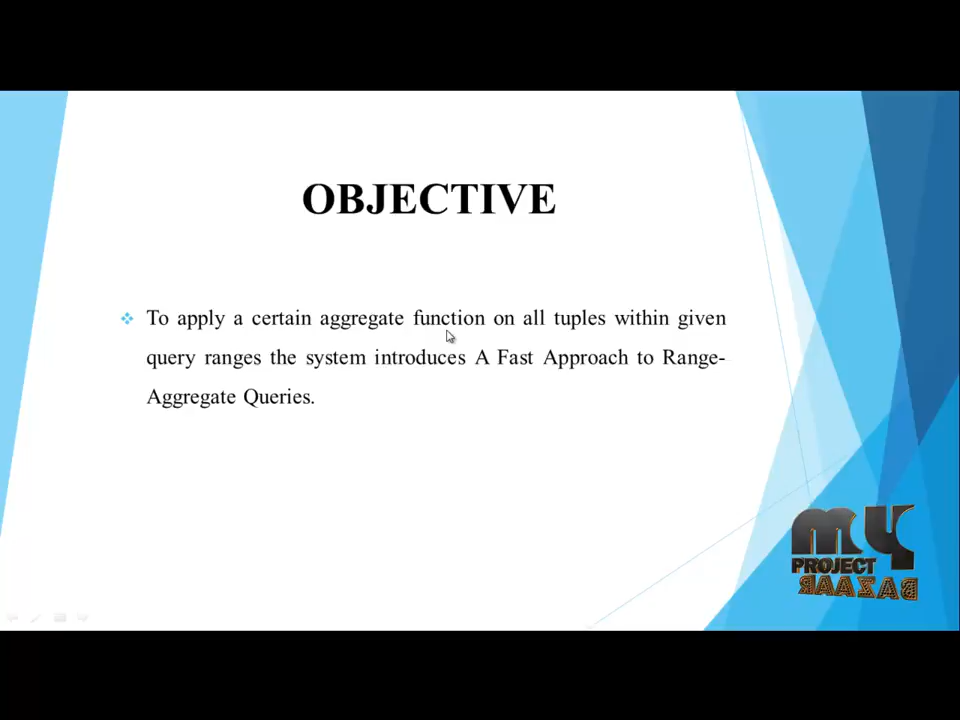 OBJECTIVE
To apply a certain aggregate function on all tuples within given
query ranges the system introduces A Fast Approach to Range-
Aggregate Queries.
my
PROJECT
BAZAAR